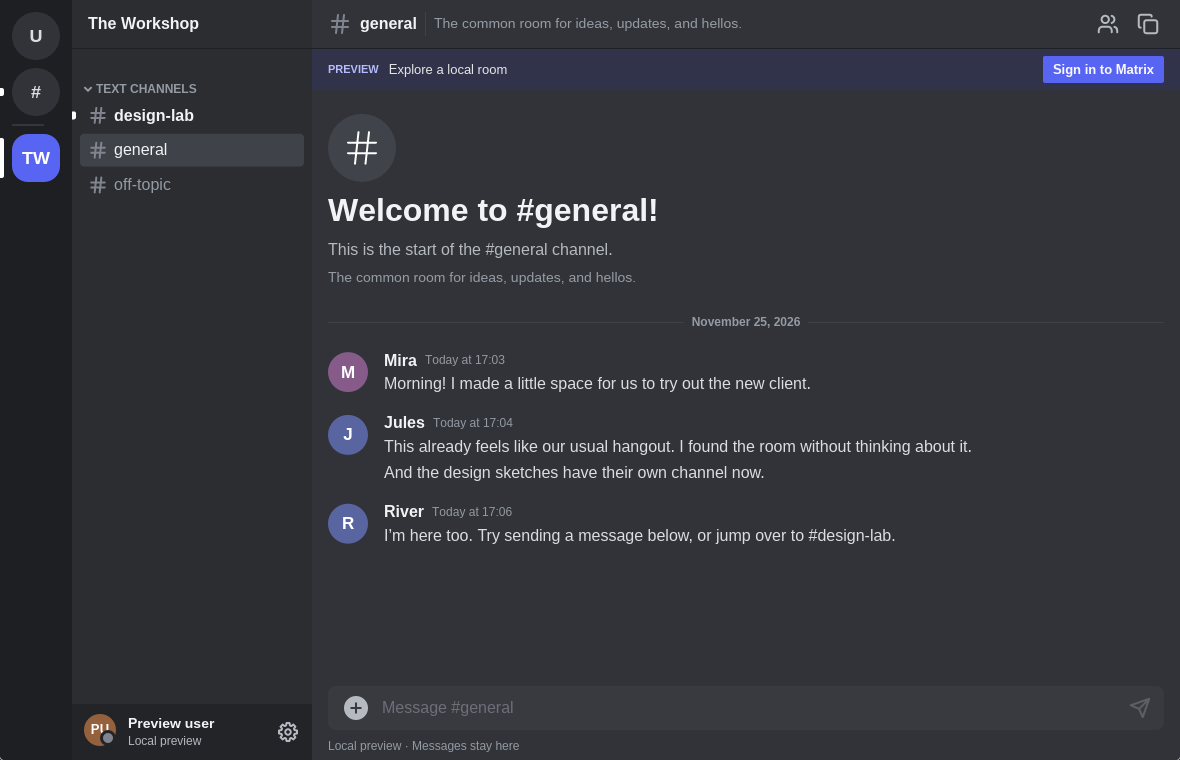 U
#
TW
The Workshop
TEXT CHANNELS
design-lab
general
off-topic
PU
Preview user
Local preview
general
The common room for ideas, updates, and hellos.
PREVIEW Explore a local room
Sign in to Matrix
Welcome to #general!
This is the start of the #general channel.
The common room for ideas, updates, and hellos.
November 25, 2026
M
Mira Today at 17:03
Morning! I made a little space for us to try out the new client.
J
Jules Today at 17:04
This already feels like our usual hangout. I found the room without thinking about it.
And the design sketches have their own channel now.
R
River Today at 17:06
I’m here too. Try sending a message below, or jump over to #design-lab.
Message #general
Local preview · Messages stay here